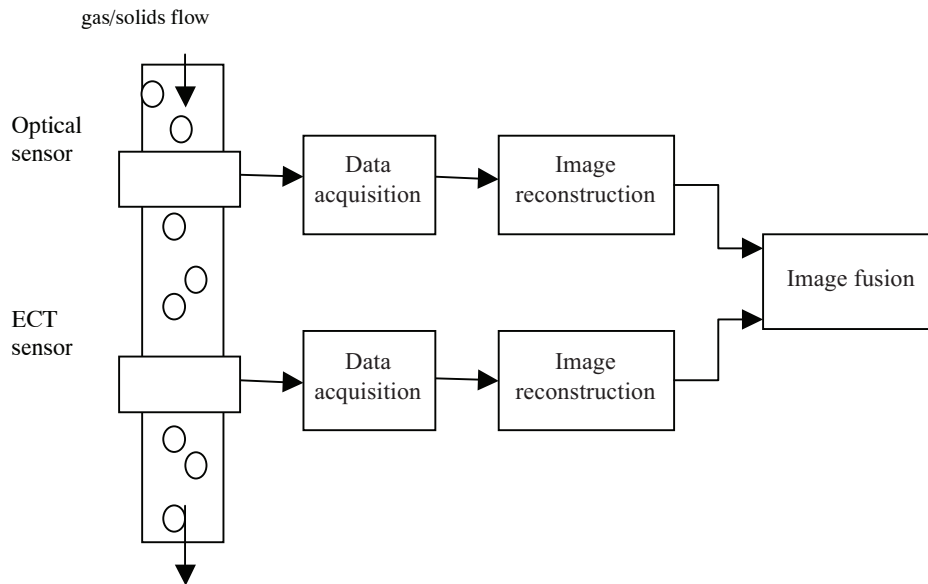 gas/solids flow
Optical
sensor
Data
acquisition
Image
reconstruction
Image fusion
ECT
sensor
Data
acquisition
Image
reconstruction